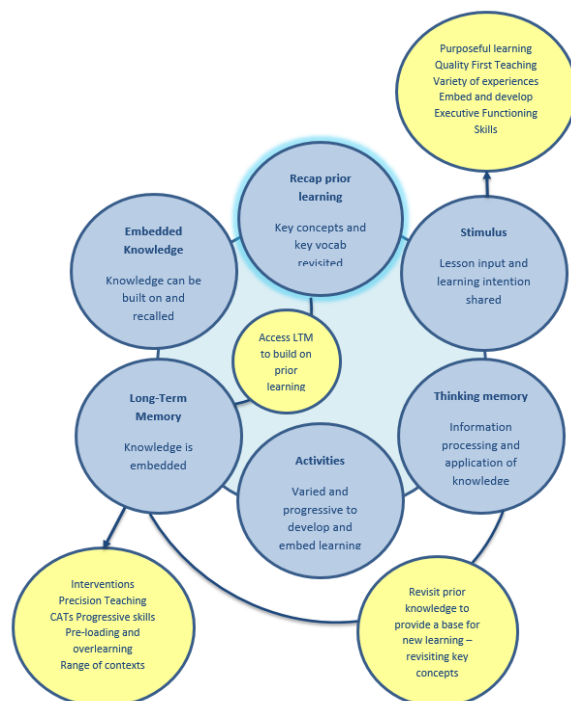 Purposeful learning
Quality First Teaching
Variety of experiences
Embed and develop
Executive Functioning
Skills
Recap prior
learning
Key concepts and
key vocab
revisited
Embedded
Knowledge
Knowledge can be
built on and
recalled
Stimulus
Lesson input and
learning intention
shared
Access LTM
to build on
prior
learning
Long-Term
Memory
Knowledge is
embedded
Thinking memory
Information
processing and
application of
knowledge
Activities
Varied and
progressive to
develop and
embed learning
Interventions
Precision Teaching
CATs Progressive skills
Pre-loading and
overlearning
Range of contexts
Revisit prior
knowledge to
provide a base for
new learning –
revisiting key
concepts